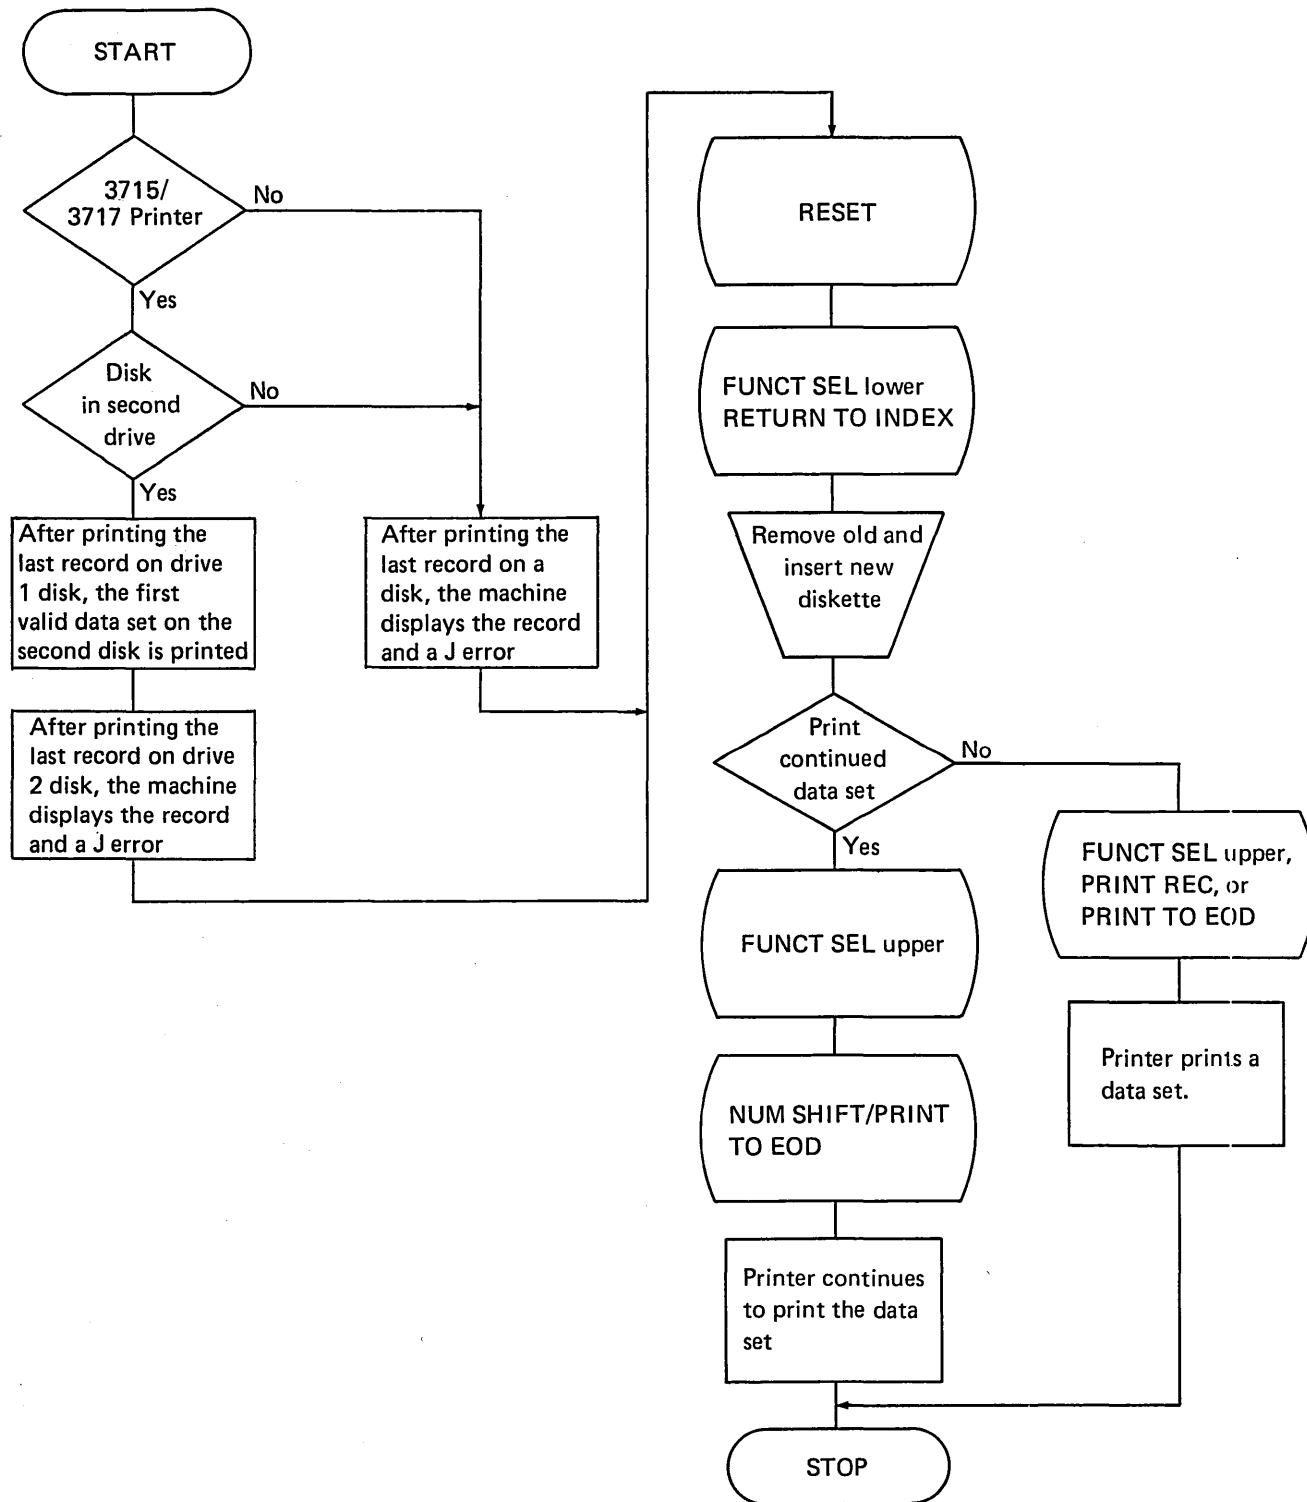 START
3715/
3717 Printer
No
Yes
Disk
in second
drive
No
Yes
After printing the
last record on drive
1 disk, the first
valid data set on the
second disk is printed
After printing the
last record on drive
2 disk, the machine
displays the record
and a J error
After printing the
last record on a
disk, the machine
displays the record
and a J error
RESET
FUNCT SEL lower
RETURN TO INDEX
Remove old and
insert new
diskette
Print
continued
data set
No
Yes
FUNCT SEL upper
NUM SHIFT/PRINT
TO EOD
Printer continues
to print the data
set
FUNCT SEL upper,
PRINT REC, or
PRINT TO EOD
Printer prints a
data set.
STOP